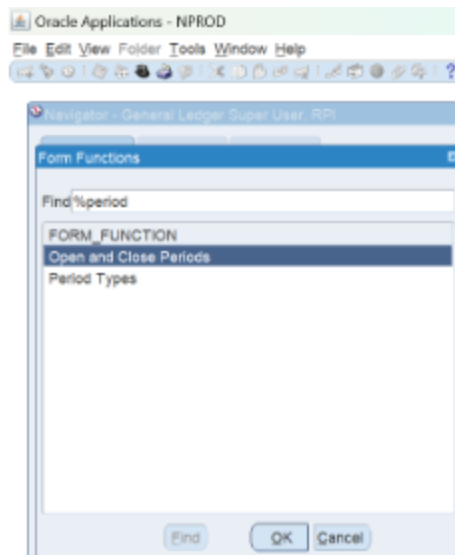 Oracle Applications - NPROD
File Edit View Folder Tools Window Help
Navigator - General Ledger Super User, RPI
Form Functions
Find %period
FORM_FUNCTION
Open and Close Periods
Period Types
Find OK Cancel